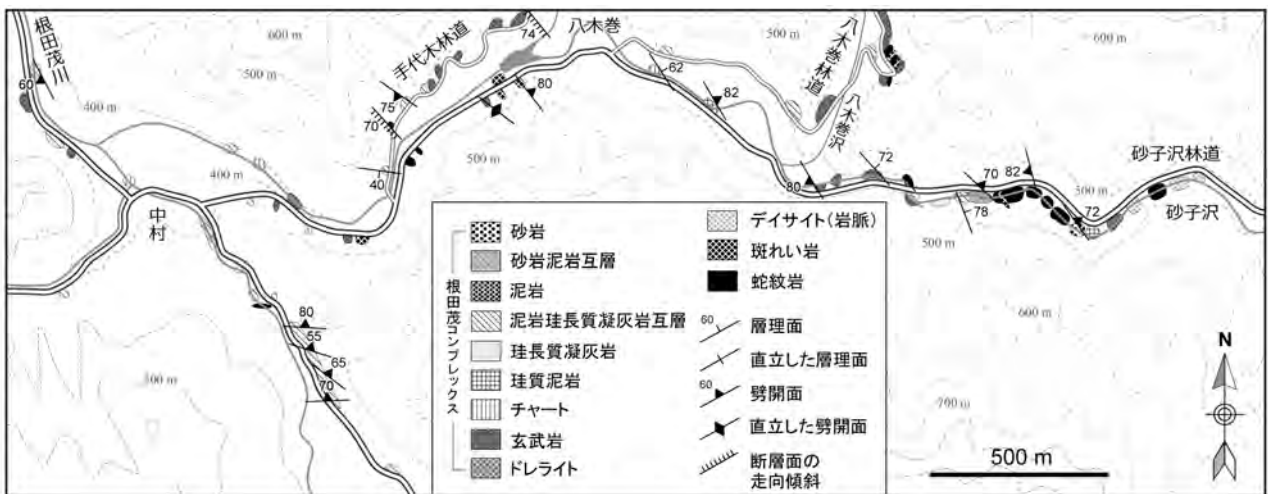 根田茂川
600 m
500 m
400 m
60
手代木林道
74
八木巻
75
70
80
500 m
40
62
82
500 m
八木巻林道
八木巻沢
600 m
72
80
70
82
78
500 m
72
500 m
砂子沢林道
砂子沢
400 m
中村
80
55
65
70
500 m
600 m
700 m
根田茂コンプレックス
砂岩
砂岩泥岩互層
泥岩
泥岩珪長質凝灰岩互層
珪長質凝灰岩
珪質泥岩
チャート
玄武岩
ドレライト
デイサイト(岩脈)
斑れい岩
蛇紋岩
60 層理面
直立した層理面
60 劈開面
直立した劈開面
断層面の
走向傾斜
N
500 m